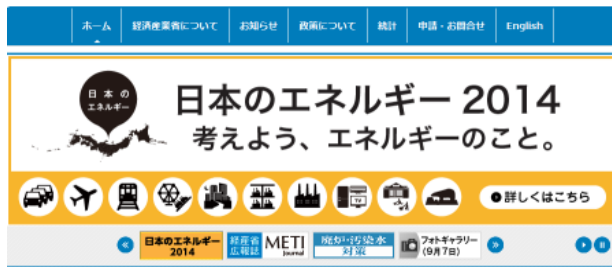 ホーム 経済産業省について お知らせ 政策について 統計 申請・お問合せ English
日本の
エネルギー
日本のエネルギー 2014
考えよう、エネルギーのこと。
TV
詳しくはこちら
日本のエネルギー
2014
経産省
広報誌
METI
Journal
廃炉・汚染水
対策
フォトギャラリー
(9月7日)